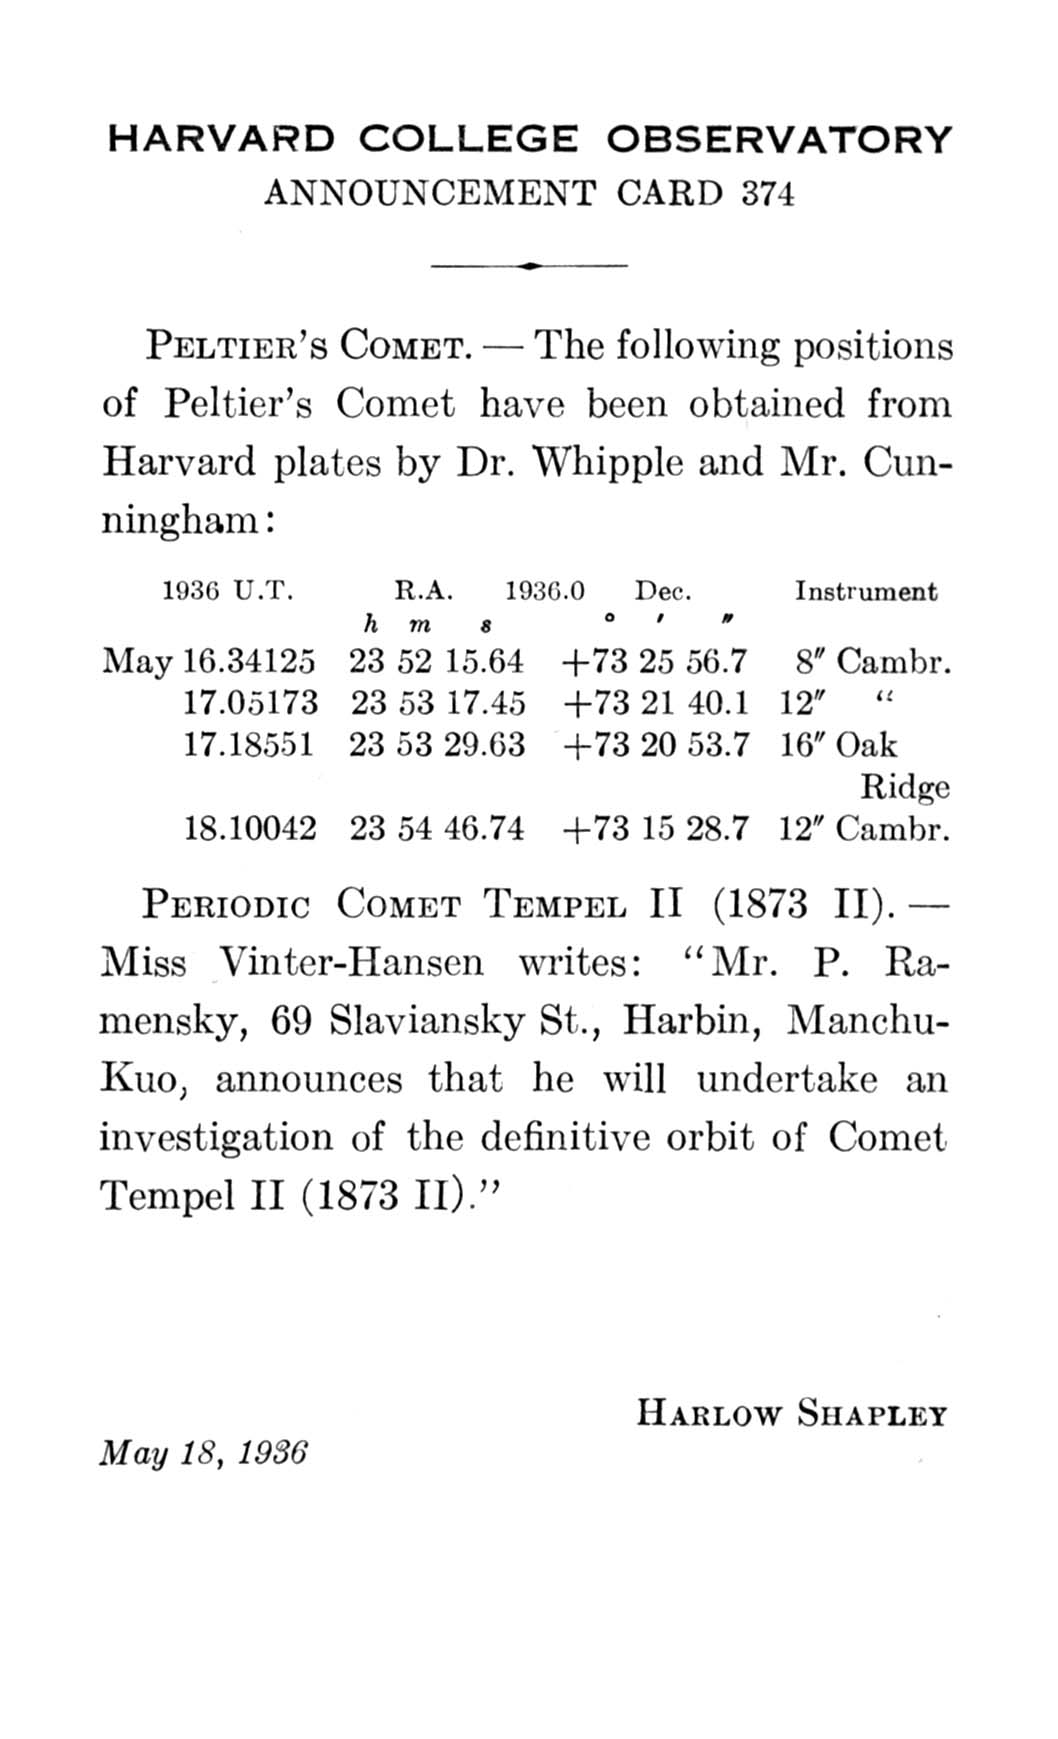 HARVARD COLLEGE OBSERVATORY
ANNOUNCEMENT CARD 374
PELTIER'S COMET. — The following positions
of Peltier's Comet have been obtained from
Harvard plates by Dr. Whipple and Mr. Cun-
ningham:
1936 U.T. R.A. 1936.0 Dec. Instrument
h m s ° ′ ″
May 16.34125 23 52 15.64 +73 25 56.7 8″ Cambr.
17.05173 23 53 17.45 +73 21 40.1 12″ “
17.18551 23 53 29.63 +73 20 53.7 16″ Oak
Ridge
18.10042 23 54 46.74 +73 15 28.7 12″ Cambr.
PERIODIC COMET TEMPEL II (1873 II). —
Miss Vinter-Hansen writes: “Mr. P. Ra-
mensky, 69 Slaviansky St., Harbin, Manchu-
Kuo, announces that he will undertake an
investigation of the definitive orbit of Comet
Tempel II (1873 II).”
HARLOW SHAPLEY
May 18, 1936